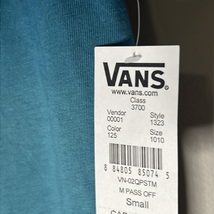 VANS
www.vans.com
Class
3700
Vendor Style
00001 1323
Color Size
125 1010
8 84805 85074 5
VN-02QPSTM
M PASS OFF
Small